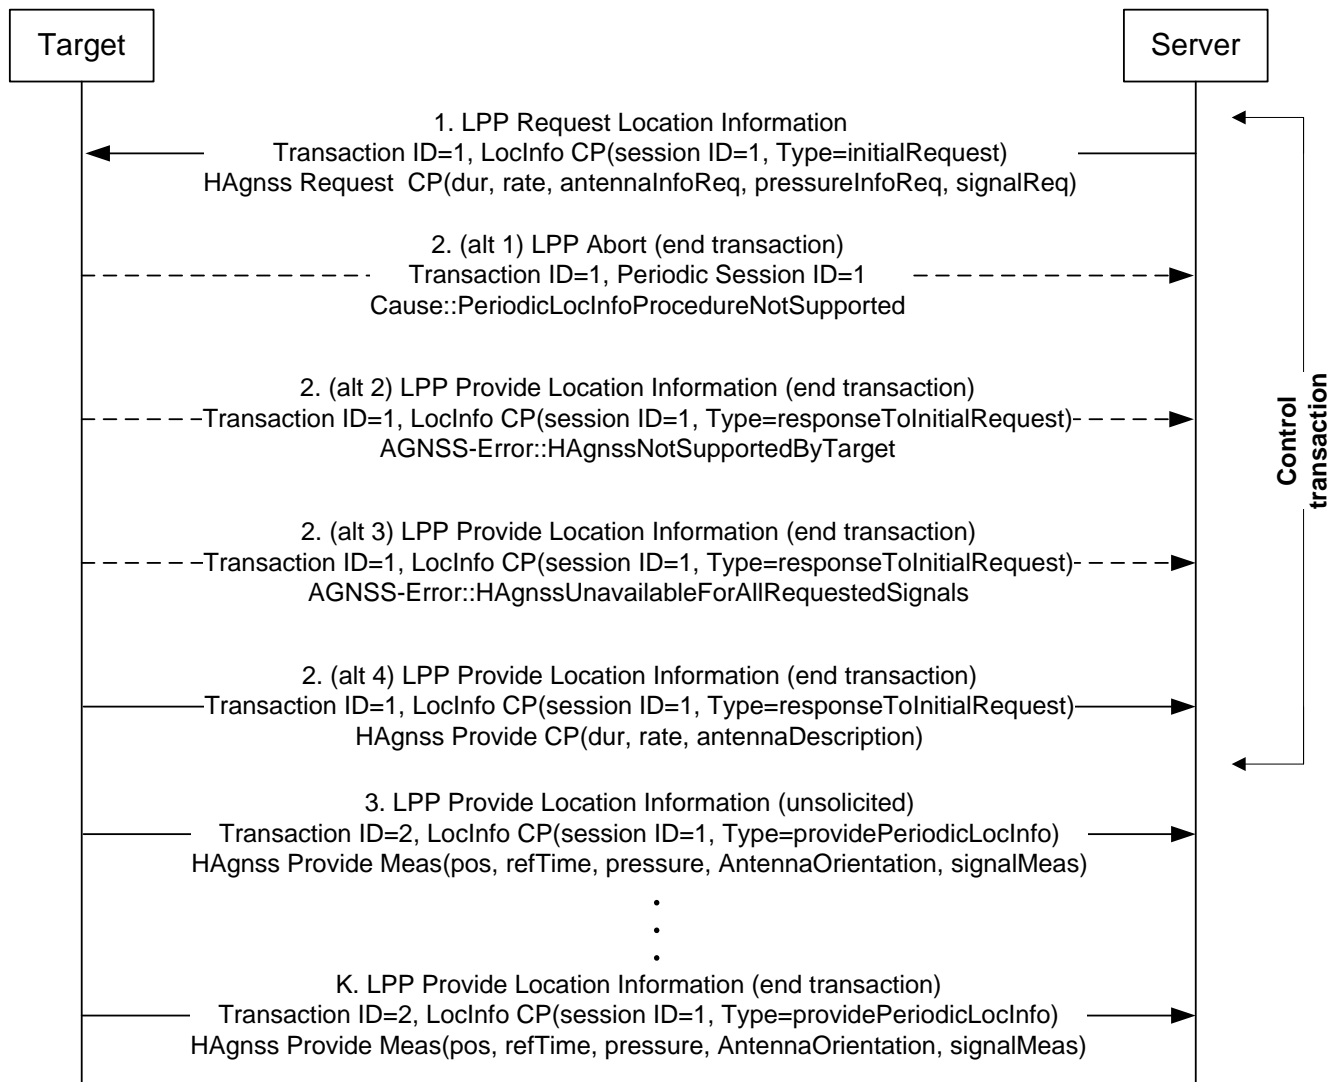 Target
Server
1. LPP Request Location Information
Transaction ID=1, LocInfo CP(session ID=1, Type=initialRequest)
HAgnss Request  CP(dur, rate, antennaInfoReq, pressureInfoReq, signalReq)
2. (alt 1) LPP Abort (end transaction)
Transaction ID=1, Periodic Session ID=1
Cause::PeriodicLocInfoProcedureNotSupported
2. (alt 2) LPP Provide Location Information (end transaction)
Transaction ID=1, LocInfo CP(session ID=1, Type=responseToInitialRequest)
AGNSS-Error::HAgnssNotSupportedByTarget
2. (alt 3) LPP Provide Location Information (end transaction)
Transaction ID=1, LocInfo CP(session ID=1, Type=responseToInitialRequest)
AGNSS-Error::HAgnssUnavailableForAllRequestedSignals
2. (alt 4) LPP Provide Location Information (end transaction)
Transaction ID=1, LocInfo CP(session ID=1, Type=responseToInitialRequest)
HAgnss Provide CP(dur, rate, antennaDescription)
Control
transaction
3. LPP Provide Location Information (unsolicited)
Transaction ID=2, LocInfo CP(session ID=1, Type=providePeriodicLocInfo)
HAgnss Provide Meas(pos, refTime, pressure, AntennaOrientation, signalMeas)
.
.
.
K. LPP Provide Location Information (end transaction)
Transaction ID=2, LocInfo CP(session ID=1, Type=providePeriodicLocInfo)
HAgnss Provide Meas(pos, refTime, pressure, AntennaOrientation, signalMeas)